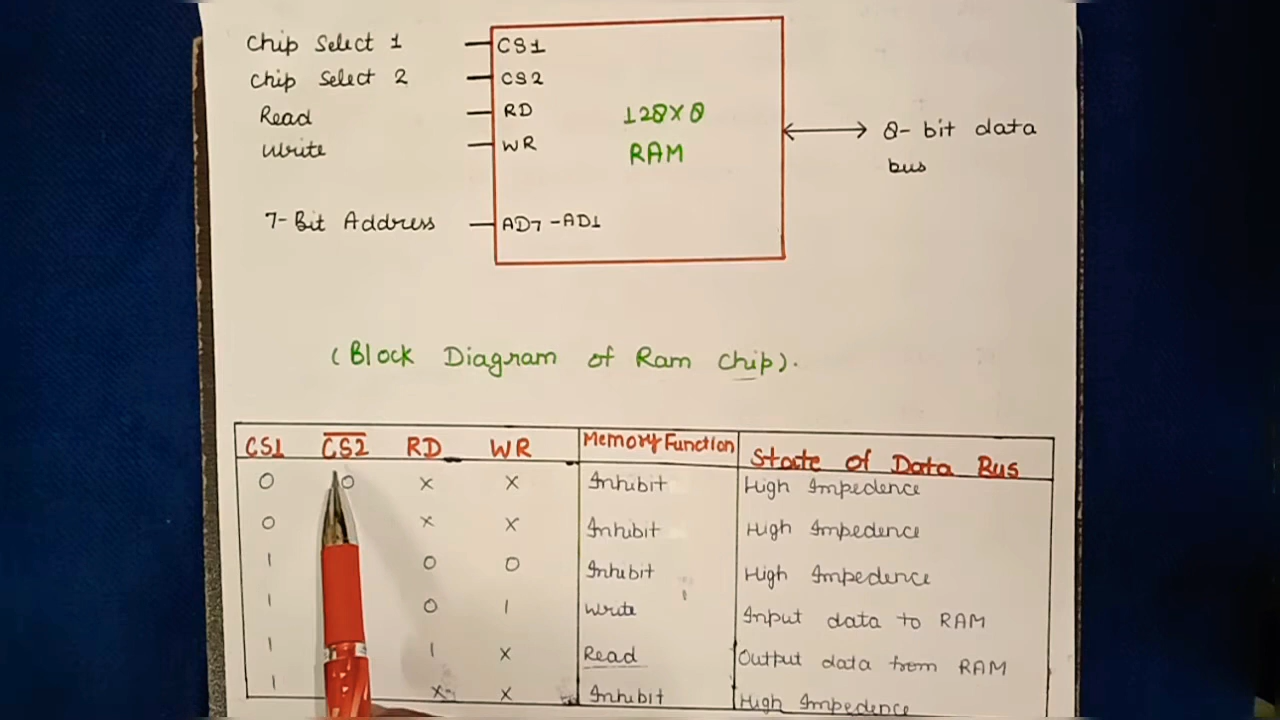 Chip Select 1 CS1
Chip Select 2 CS2
Read RD 128X8
Write WR RAM
8-bit data
bus
7-Bit Address AD7-AD1
(Block Diagram of Ram Chip).
CS1 CS2 RD WR Memory Function State of Data Bus
0 0 x x Inhibit High Impedence
0 x x Inhibit High Impedence
1 0 0 Inhibit High Impedence
1 0 1 Write Input data to RAM
1 1 x Read Output data from RAM
1 x x Inhibit High Impedence